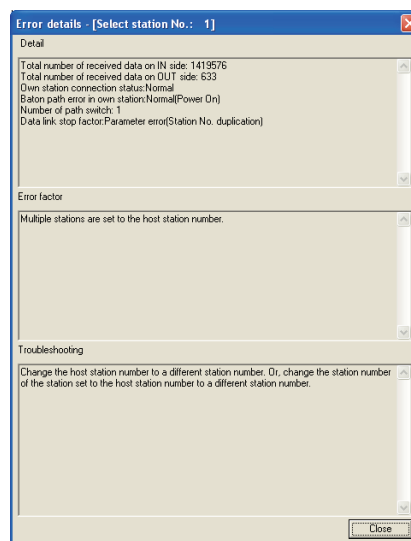 Error details - [Select station No.: 1]
Detail
Total number of received data on IN side: 1419576
Total number of received data on OUT side: 633
Own station connection status:Normal
Baton path error in own station:Normal(Power On)
Number of path switch: 1
Data link stop factor:Parameter error(Station No. duplication)
Error factor
Multiple stations are set to the host station number.
Troubleshooting
Change the host station number to a different station number. Or, change the station number
of the station set to the host station number to a different station number.
Close